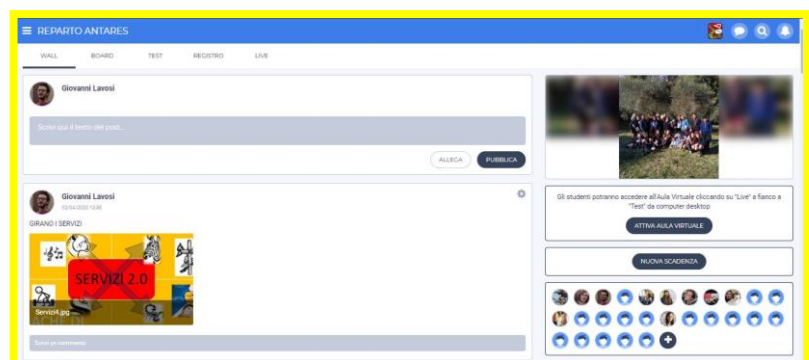 REPARTO ANTARES
WALL BOARD TEST REGISTRO LIVE
Giovanni Lavosi
Scrivi qui il testo del post...
ALLEGA PUBBLICA
Giovanni Lavosi
GIRANO I SERVIZI
SERVIZI 2.0
Servizi4.jpg
Scrivi un commento
Gli studenti potranno accedere all'Aula Virtuale cliccando su "Live" a fianco a
"Test" da computer desktop
ATTIVA AULA VIRTUALE
NUOVA SCADENZA